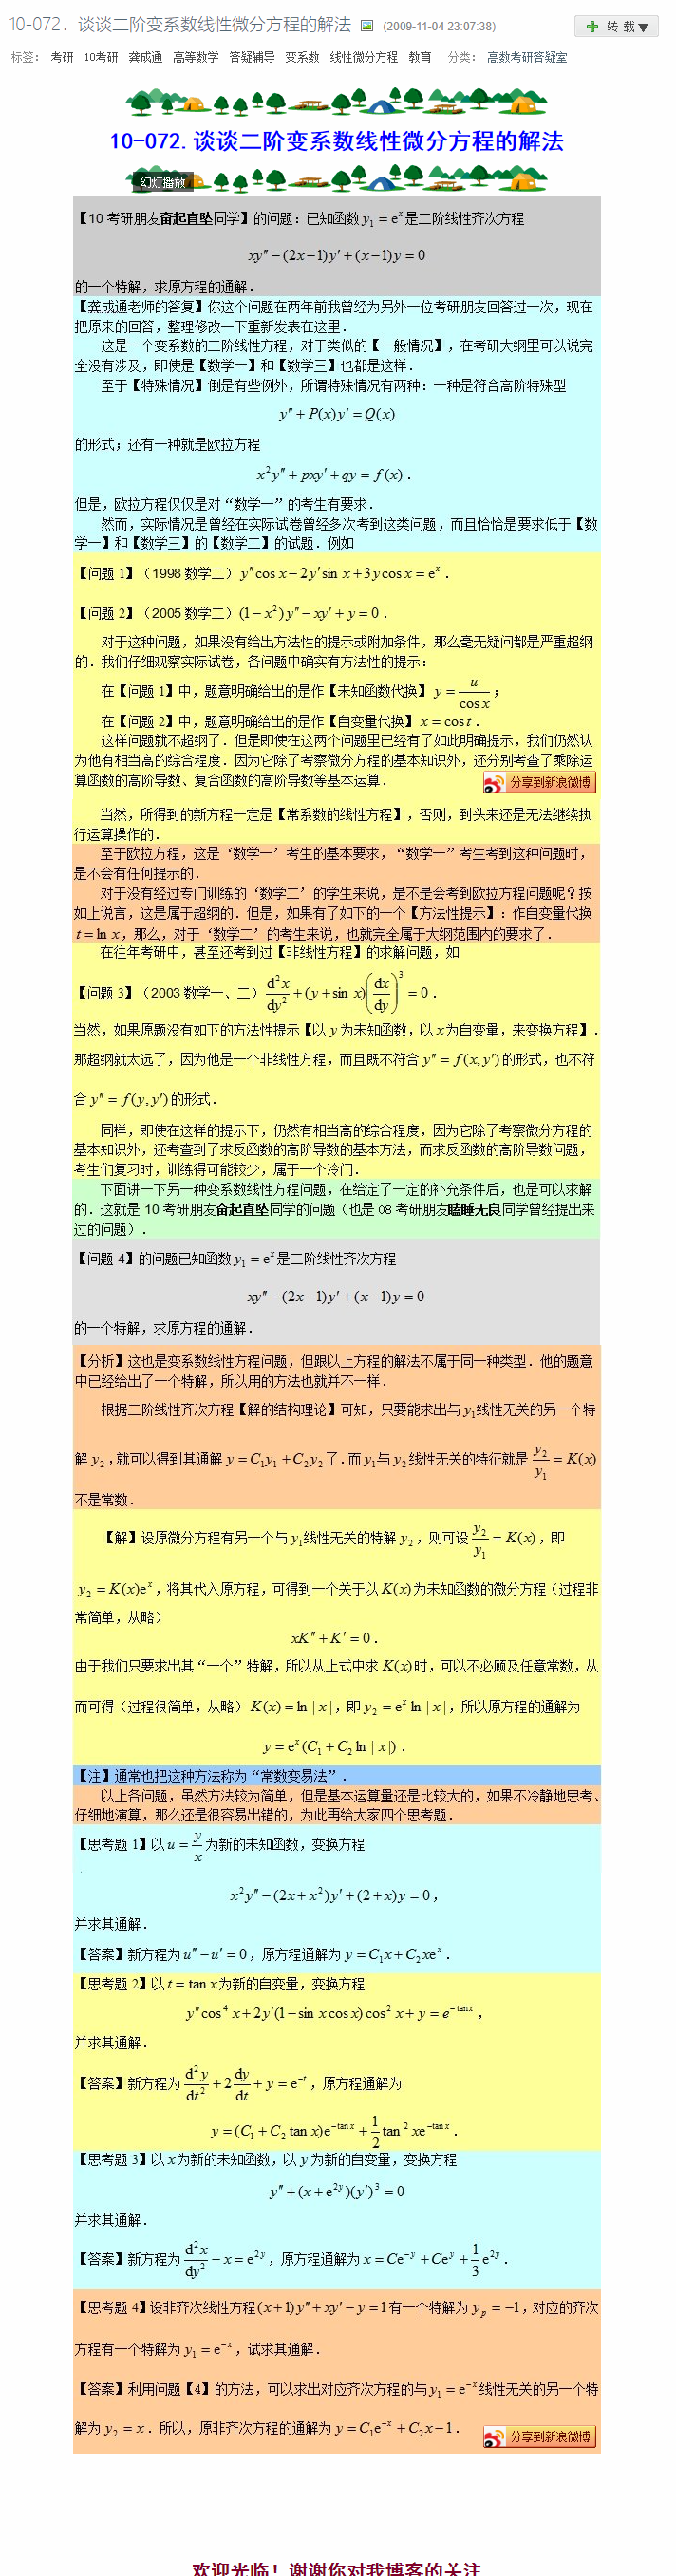 10-072．谈谈二阶变系数线性微分方程的解法 (2009-11-04 23:07:38) 转载▼
标签： 考研 10考研 龚成通 高等数学 答疑辅导 变系数 线性微分方程 教育 分类： 高数考研答疑室
10-072. 谈谈二阶变系数线性微分方程的解法
幻灯播放
【10 考研朋友奋起直坠同学】的问题：已知函数 y₁ = eˣ 是二阶线性齐次方程
xy″ −(2x−1)y′ +(x−1)y = 0
的一个特解，求原方程的通解．
【龚成通老师的答复】你这个问题在两年前我曾经为另外一位考研朋友回答过一次，现在
把原来的回答，整理修改一下重新发表在这里．
这是一个变系数的二阶线性方程，对于类似的【一般情况】，在考研大纲里可以说完
全没有涉及，即使是【数学一】和【数学三】也都是这样．
至于【特殊情况】倒是有些例外，所谓特殊情况有两种：一种是符合高阶特殊型
y″ + P(x)y′ = Q(x)
的形式；还有一种就是欧拉方程
x²y″ + pxy′ + qy = f(x)．
但是，欧拉方程仅仅是对“数学一”的考生有要求．
然而，实际情况是曾经在实际试卷曾经多次考到这类问题，而且恰恰是要求低于【数
学一】和【数学三】的【数学二】的试题．例如
【问题 1】（1998 数学二）y″cos x − 2y′sin x + 3y cos x = eˣ．
【问题 2】（2005 数学二）(1−x²)y″ − xy′ + y = 0．
对于这种问题，如果没有给出方法性的提示或附加条件，那么毫无疑问都是严重超纲
的．我们仔细观察实际试卷，各问题中确实有方法性的提示：
在【问题 1】中，题意明确给出的是作【未知函数代换】 y = u/cos x；
在【问题 2】中，题意明确给出的是作【自变量代换】 x = cos t．
这样问题就不超纲了．但是即使在这两个问题里已经有了如此明确提示，我们仍然认
为他有相当高的综合程度．因为它除了考察微分方程的基本知识外，还分别考查了乘除运
算函数的高阶导数、复合函数的高阶导数等基本运算．
分享到新浪微博
当然，所得到的新方程一定是【常系数的线性方程】，否则，到头来还是无法继续执
行运算操作的．
至于欧拉方程，这是‘数学一’考生的基本要求，“数学一”考生考到这种问题时，
是不会有任何提示的．
对于没有经过专门训练的‘数学二’的学生来说，是不是会考到欧拉方程问题呢？按
如上说言，这是属于超纲的．但是，如果有了如下的一个【方法性提示】：作自变量代换
t = ln x，那么，对于‘数学二’的考生来说，也就完全属于大纲范围内的要求了．
在往年考研中，甚至还考到过【非线性方程】的求解问题，如
【问题 3】（2003 数学一、二）d²x/dy² + (y + sin x)(dx/dy)³ = 0．
当然，如果原题没有如下的方法性提示【以 y 为未知函数，以 x 为自变量，来变换方程】．
那超纲就太远了，因为他是一个非线性方程，而且既不符合 y″ = f(x, y′) 的形式，也不符
合 y″ = f(y, y′) 的形式．
同样，即使在这样的提示下，仍然有相当高的综合程度，因为它除了考察微分方程的
基本知识外，还考查到了求反函数的高阶导数的基本方法，而求反函数的高阶导数问题，
考生们复习时，训练得可能较少，属于一个冷门．
下面讲一下另一种变系数线性方程问题，在给定了一定的补充条件后，也是可以求解
的．这就是 10 考研朋友奋起直坠同学的问题（也是 08 考研朋友瞌睡无良同学曾经提出来
过的问题）．
【问题 4】的问题已知函数 y₁ = eˣ 是二阶线性齐次方程
xy″ −(2x−1)y′ +(x−1)y = 0
的一个特解，求原方程的通解．
【分析】这也是变系数线性方程问题，但跟以上方程的解法不属于同一种类型．他的题意
中已经给出了一个特解，所以用的方法也就并不一样．
根据二阶线性齐次方程【解的结构理论】可知，只要能求出与 y₁ 线性无关的另一个特
解 y₂，就可以得到其通解 y = C₁y₁ + C₂y₂ 了．而 y₁ 与 y₂ 线性无关的特征就是 y₂/y₁ = K(x)
不是常数．
【解】设原微分方程有另一个与 y₁ 线性无关的特解 y₂，则可设 y₂/y₁ = K(x)，即
y₂ = K(x)eˣ，将其代入原方程，可得到一个关于以 K(x) 为未知函数的微分方程（过程非
常简单，从略）
xK″ + K′ = 0．
由于我们只要求出其“一个”特解，所以从上式中求 K(x) 时，可以不必顾及任意常数，从
而可得（过程很简单，从略）K(x) = ln | x |，即 y₂ = eˣ ln | x |，所以原方程的通解为
y = eˣ(C₁ + C₂ ln | x |)．
【注】通常也把这种方法称为“常数变易法”．
以上各问题，虽然方法较为简单，但是基本运算量还是比较大的，如果不冷静地思考、
仔细地演算，那么还是很容易出错的，为此再给大家四个思考题．
【思考题 1】以 u = y/x 为新的未知函数，变换方程
x²y″ −(2x + x²)y′ +(2 + x)y = 0，
并求其通解．
【答案】新方程为 u″ − u′ = 0，原方程通解为 y = C₁x + C₂xeˣ．
【思考题 2】以 t = tan x 为新的自变量，变换方程
y″cos⁴ x + 2y′(1−sin x cos x)cos² x + y = e^(−tan x)，
并求其通解．
【答案】新方程为 d²y/dt² + 2dy/dt + y = e^(−t)，原方程通解为
y = (C₁ + C₂ tan x)e^(−tan x) + 1/2 tan² xe^(−tan x)．
【思考题 3】以 x 为新的未知函数，以 y 为新的自变量，变换方程
y″ + (x + e^(2y))(y′)³ = 0
并求其通解．
【答案】新方程为 d²x/dy² − x = e^(2y)，原方程通解为 x = Ce^(−y) + Ce^y + 1/3 e^(2y)．
【思考题 4】设非齐次线性方程 (x+1)y″ + xy′ − y = 1 有一个特解为 y_p = −1，对应的齐次
方程有一个特解为 y₁ = e^(−x)，试求其通解．
【答案】利用问题【4】的方法，可以求出对应齐次方程的与 y₁ = e^(−x) 线性无关的另一个特
解为 y₂ = x．所以，原非齐次方程的通解为 y = C₁e^(−x) + C₂x − 1．
分享到新浪微博
欢迎光临！谢谢你对我博客的关注